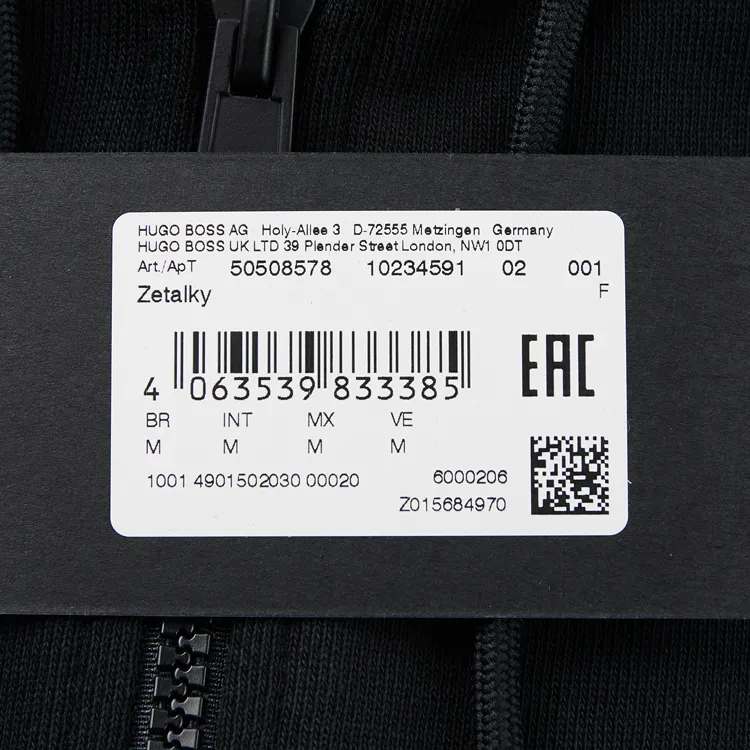 HUGO BOSS AG Holy-Allee 3 D-72555 Metzingen Germany
HUGO BOSS UK LTD 39 Plender Street London, NW1 0DT
Art./ApT 50508578 10234591 02 001
Zetalky F
4 063539 833385
EAC
BR INT MX VE
M M M M
1001 4901502030 00020 6000206
Z015684970